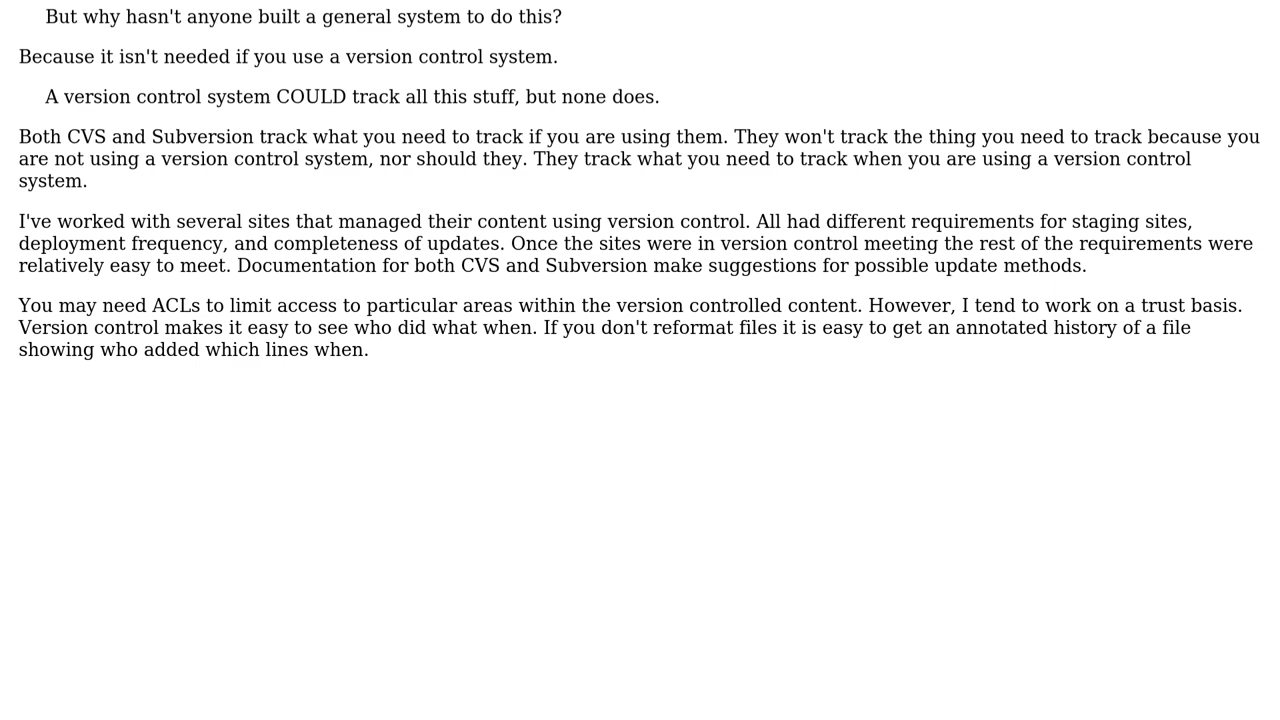 But why hasn't anyone built a general system to do this?
Because it isn't needed if you use a version control system.
A version control system COULD track all this stuff, but none does.
Both CVS and Subversion track what you need to track if you are using them. They won't track the thing you need to track because you
are not using a version control system, nor should they. They track what you need to track when you are using a version control
system.
I've worked with several sites that managed their content using version control. All had different requirements for staging sites,
deployment frequency, and completeness of updates. Once the sites were in version control meeting the rest of the requirements were
relatively easy to meet. Documentation for both CVS and Subversion make suggestions for possible update methods.
You may need ACLs to limit access to particular areas within the version controlled content. However, I tend to work on a trust basis.
Version control makes it easy to see who did what when. If you don't reformat files it is easy to get an annotated history of a file
showing who added which lines when.